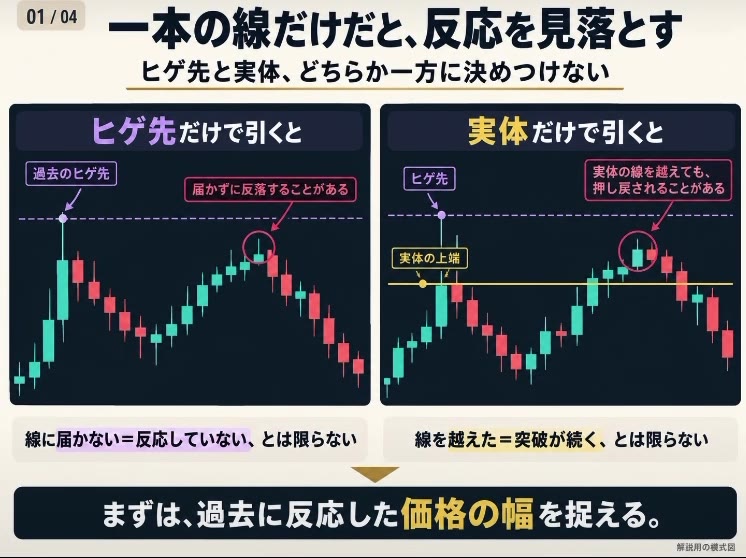 01 / 04
一本の線だけだと、反応を見落とす
ヒゲ先と実体、どちらか一方に決めつけない
ヒゲ先だけで引くと
過去のヒゲ先
届かずに反落することがある
線に届かない＝反応していない、とは限らない
実体だけで引くと
ヒゲ先
実体の線を越えても、
押し戻されることがある
実体の上端
線を越えた＝突破が続く、とは限らない
まずは、過去に反応した価格の幅を捉える。
解説用の模式図